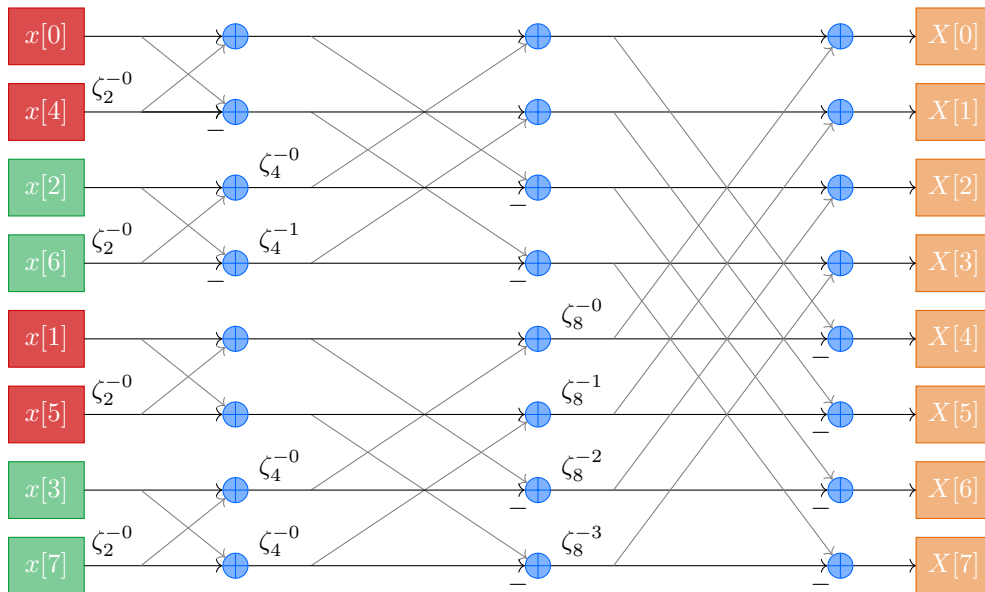 x[0] X[0]
ζ₂⁻⁰
x[4] − X[1]
ζ₄⁻⁰
x[2] − X[2]
ζ₂⁻⁰ ζ₄⁻¹
x[6] − − X[3]
ζ₈⁻⁰
x[1] − X[4]
ζ₂⁻⁰ ζ₈⁻¹
x[5] − X[5]
ζ₄⁻⁰ ζ₈⁻²
x[3] − − X[6]
ζ₂⁻⁰ ζ₄⁻⁰ ζ₈⁻³
x[7] − − X[7]